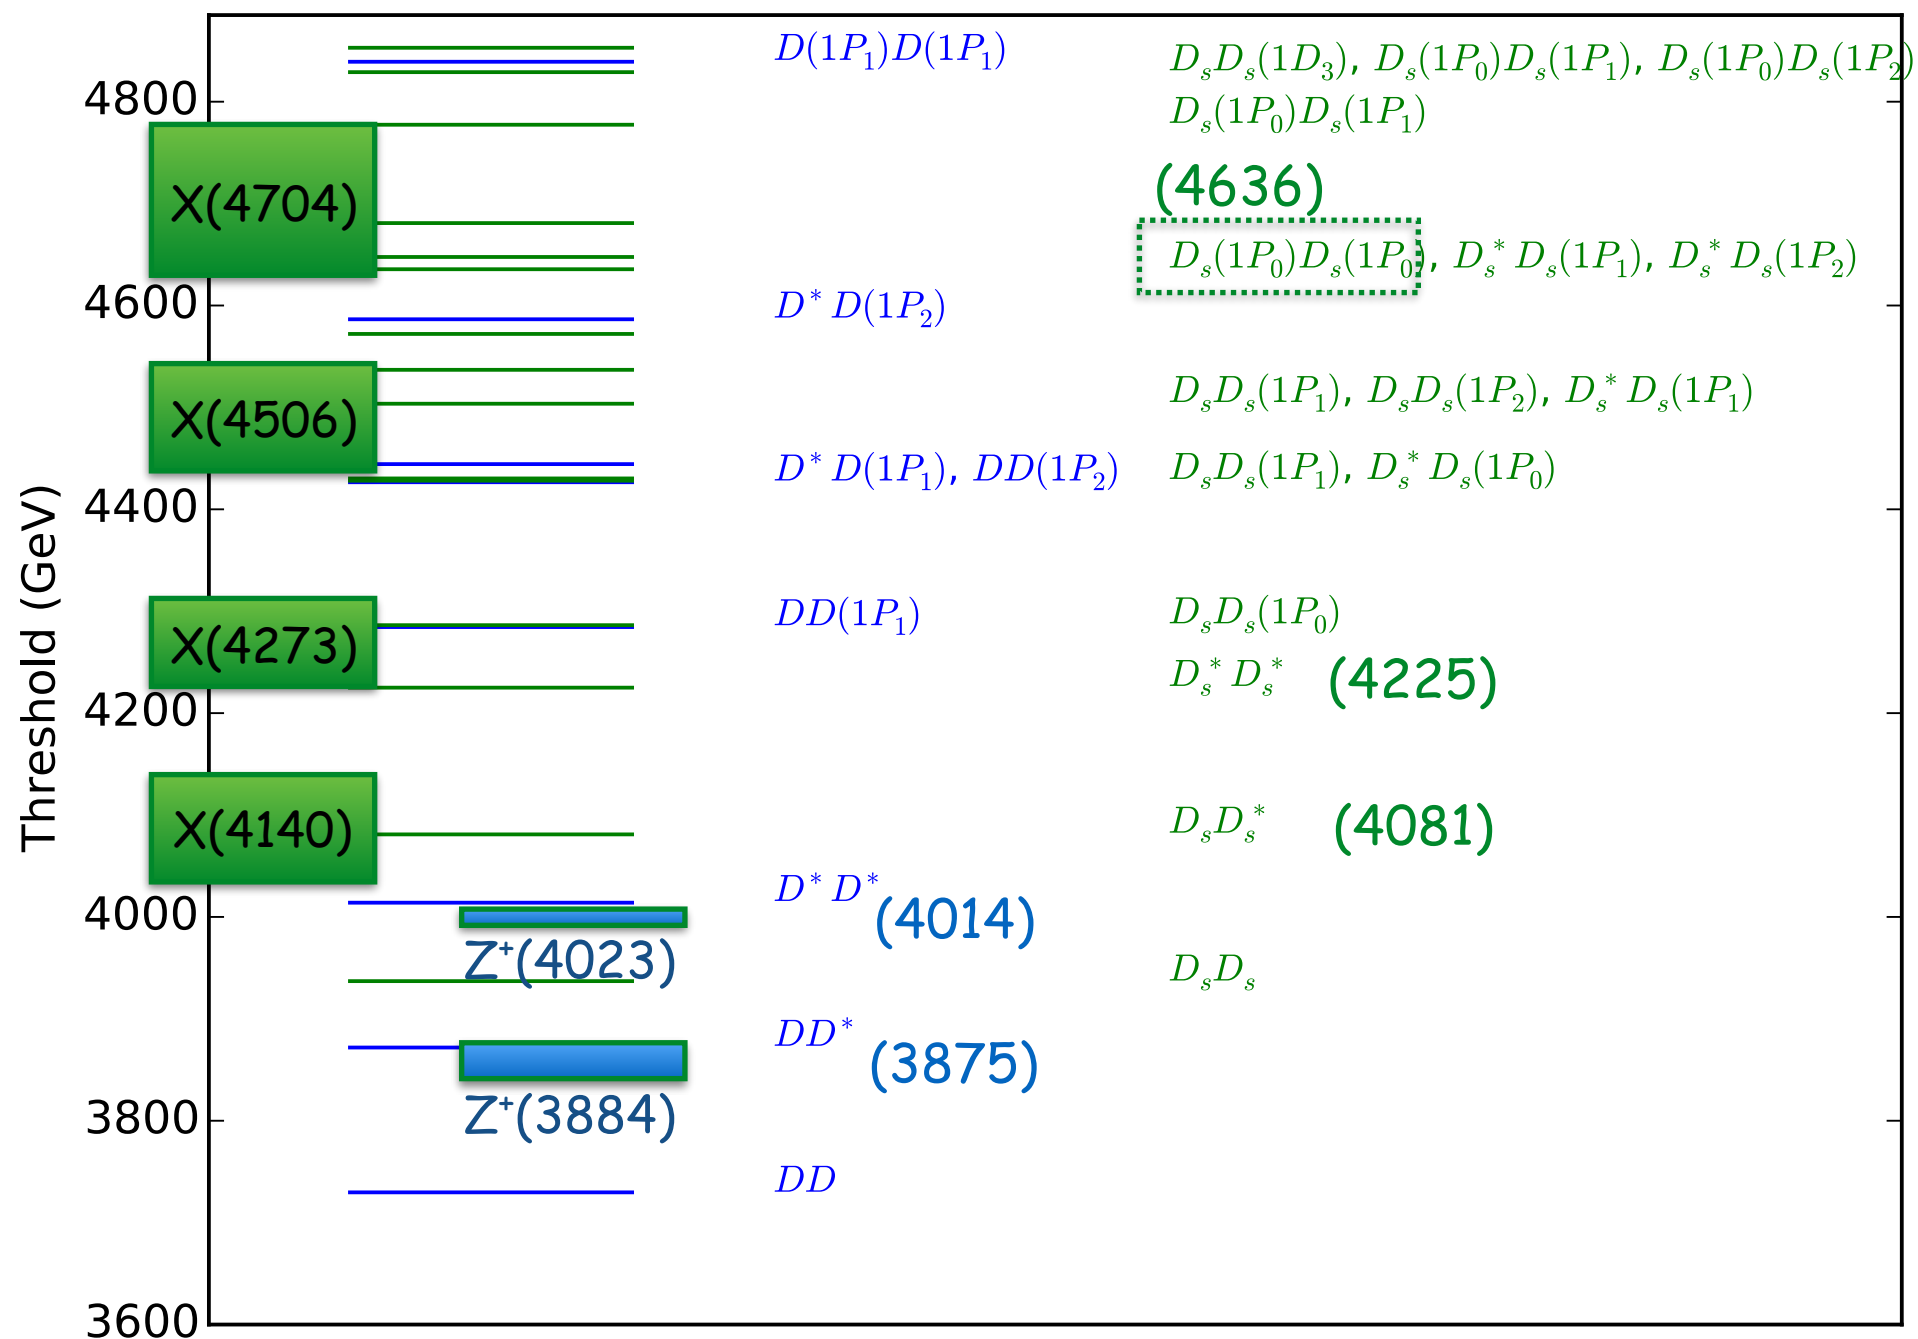 D(1P₁)D(1P₁) DₛDₛ(1D₃), Dₛ(1P₀)Dₛ(1P₁), Dₛ(1P₀)Dₛ(1P₂)
4800
Dₛ(1P₀)Dₛ(1P₁)
X(4704)
(4636)
Dₛ(1P₀)Dₛ(1P₀), Dₛ*Dₛ(1P₁), Dₛ*Dₛ(1P₂)
4600
D*D(1P₂)
DₛDₛ(1P₁), DₛDₛ(1P₂), Dₛ*Dₛ(1P₁)
X(4506)
D*D(1P₁), DD(1P₂) DₛDₛ(1P₁), Dₛ*Dₛ(1P₀)
4400
Threshold (GeV)
DD(1P₁) DₛDₛ(1P₀)
X(4273)
Dₛ*Dₛ* (4225)
4200
X(4140)
DₛDₛ* (4081)
D*D*
4000
(4014)
Z⁺(4023)
DₛDₛ
DD*
(3875)
3800
Z⁺(3884)
DD
3600